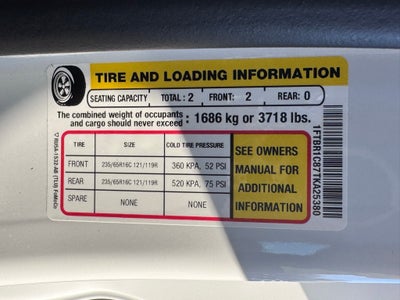 TIRE AND LOADING INFORMATION
SEATING CAPACITY TOTAL: 2 FRONT: 2 REAR: 0
The combined weight of occupants
and cargo should never exceed : 1686 kg or 3718 lbs.
TIRE SIZE COLD TIRE PRESSURE
FRONT 235/65R16C 121/119R 360 KPA, 52 PSI
REAR 235/65R16C 121/119R 520 KPA, 75 PSI
SPARE NONE NONE
SEE OWNERS
MANUAL FOR
ADDITIONAL
INFORMATION
1FTBR1C87TKA25380